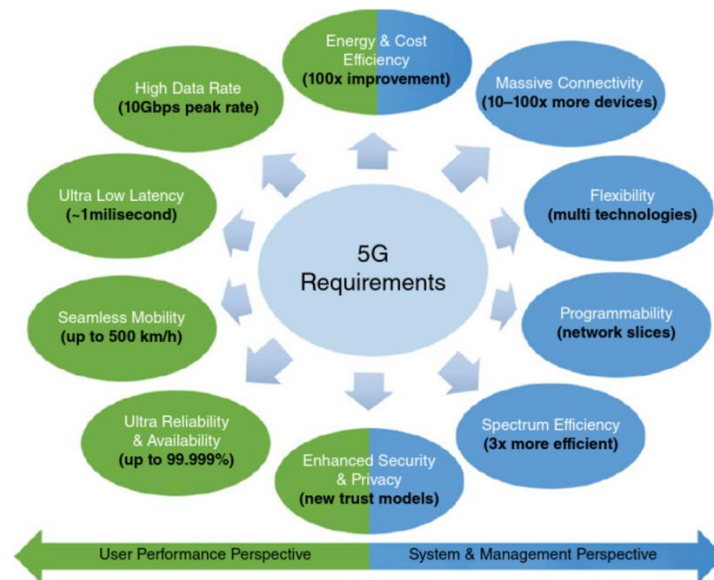 Energy & Cost
Efficiency
(100x improvement)
High Data Rate
(10Gbps peak rate)
Massive Connectivity
(10–100x more devices)
Ultra Low Latency
(~1milisecond)
Flexibility
(multi technologies)
5G
Requirements
Seamless Mobility
(up to 500 km/h)
Programmability
(network slices)
Ultra Reliability
& Availability
(up to 99.999%)
Spectrum Efficiency
(3x more efficient)
Enhanced Security
& Privacy
(new trust models)
User Performance Perspective
System & Management Perspective